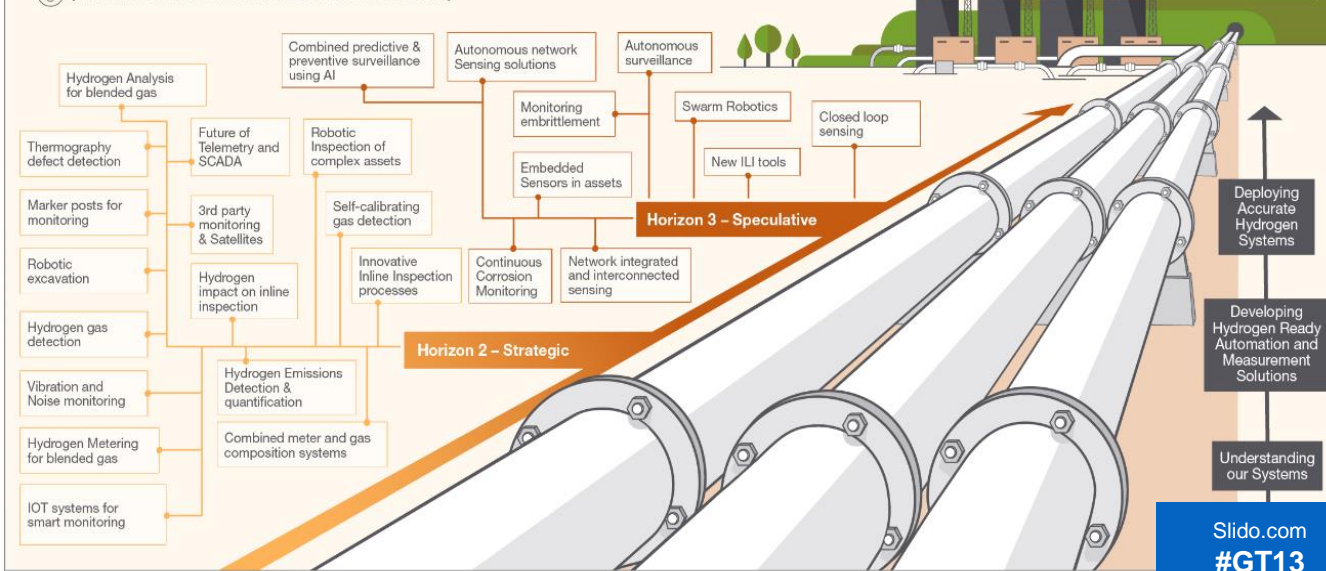 Hydrogen Analysis
for blended gas
Thermography
defect detection
Marker posts for
monitoring
Robotic
excavation
Hydrogen gas
detection
Vibration and
Noise monitoring
Hydrogen Metering
for blended gas
IOT systems for
smart monitoring
Future of
Telemetry and
SCADA
3rd party
monitoring
& Satellites
Hydrogen
impact on inline
inspection
Hydrogen Emissions
Detection &
quantification
Combined meter and gas
composition systems
Robotic
Inspection of
complex assets
Self-calibrating
gas detection
Innovative
Inline Inspection
processes
Horizon 2 – Strategic
Combined predictive &
preventive surveillance
using AI
Autonomous network
Sensing solutions
Autonomous
surveillance
Monitoring
embrittlement
Swarm Robotics
Closed loop
sensing
Embedded
Sensors in assets
New ILI tools
Horizon 3 – Speculative
Continuous
Corrosion
Monitoring
Network integrated
and interconnected
sensing
Deploying
Accurate
Hydrogen
Systems
Developing
Hydrogen Ready
Automation and
Measurement
Solutions
Understanding
our Systems
Slido.com
#GT13